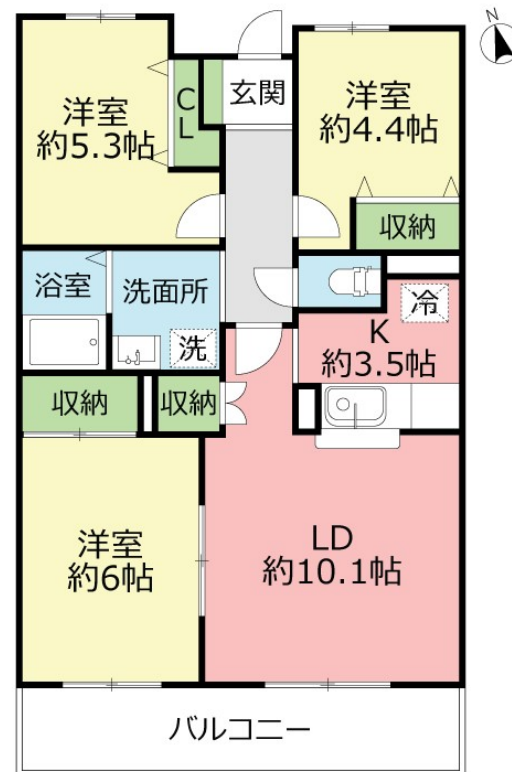 N
洋室
約5.3帖
CL
玄関
洋室
約4.4帖
収納
浴室
洗面所
洗
冷
K
約3.5帖
収納
収納
洋室
約6帖
LD
約10.1帖
バルコニー